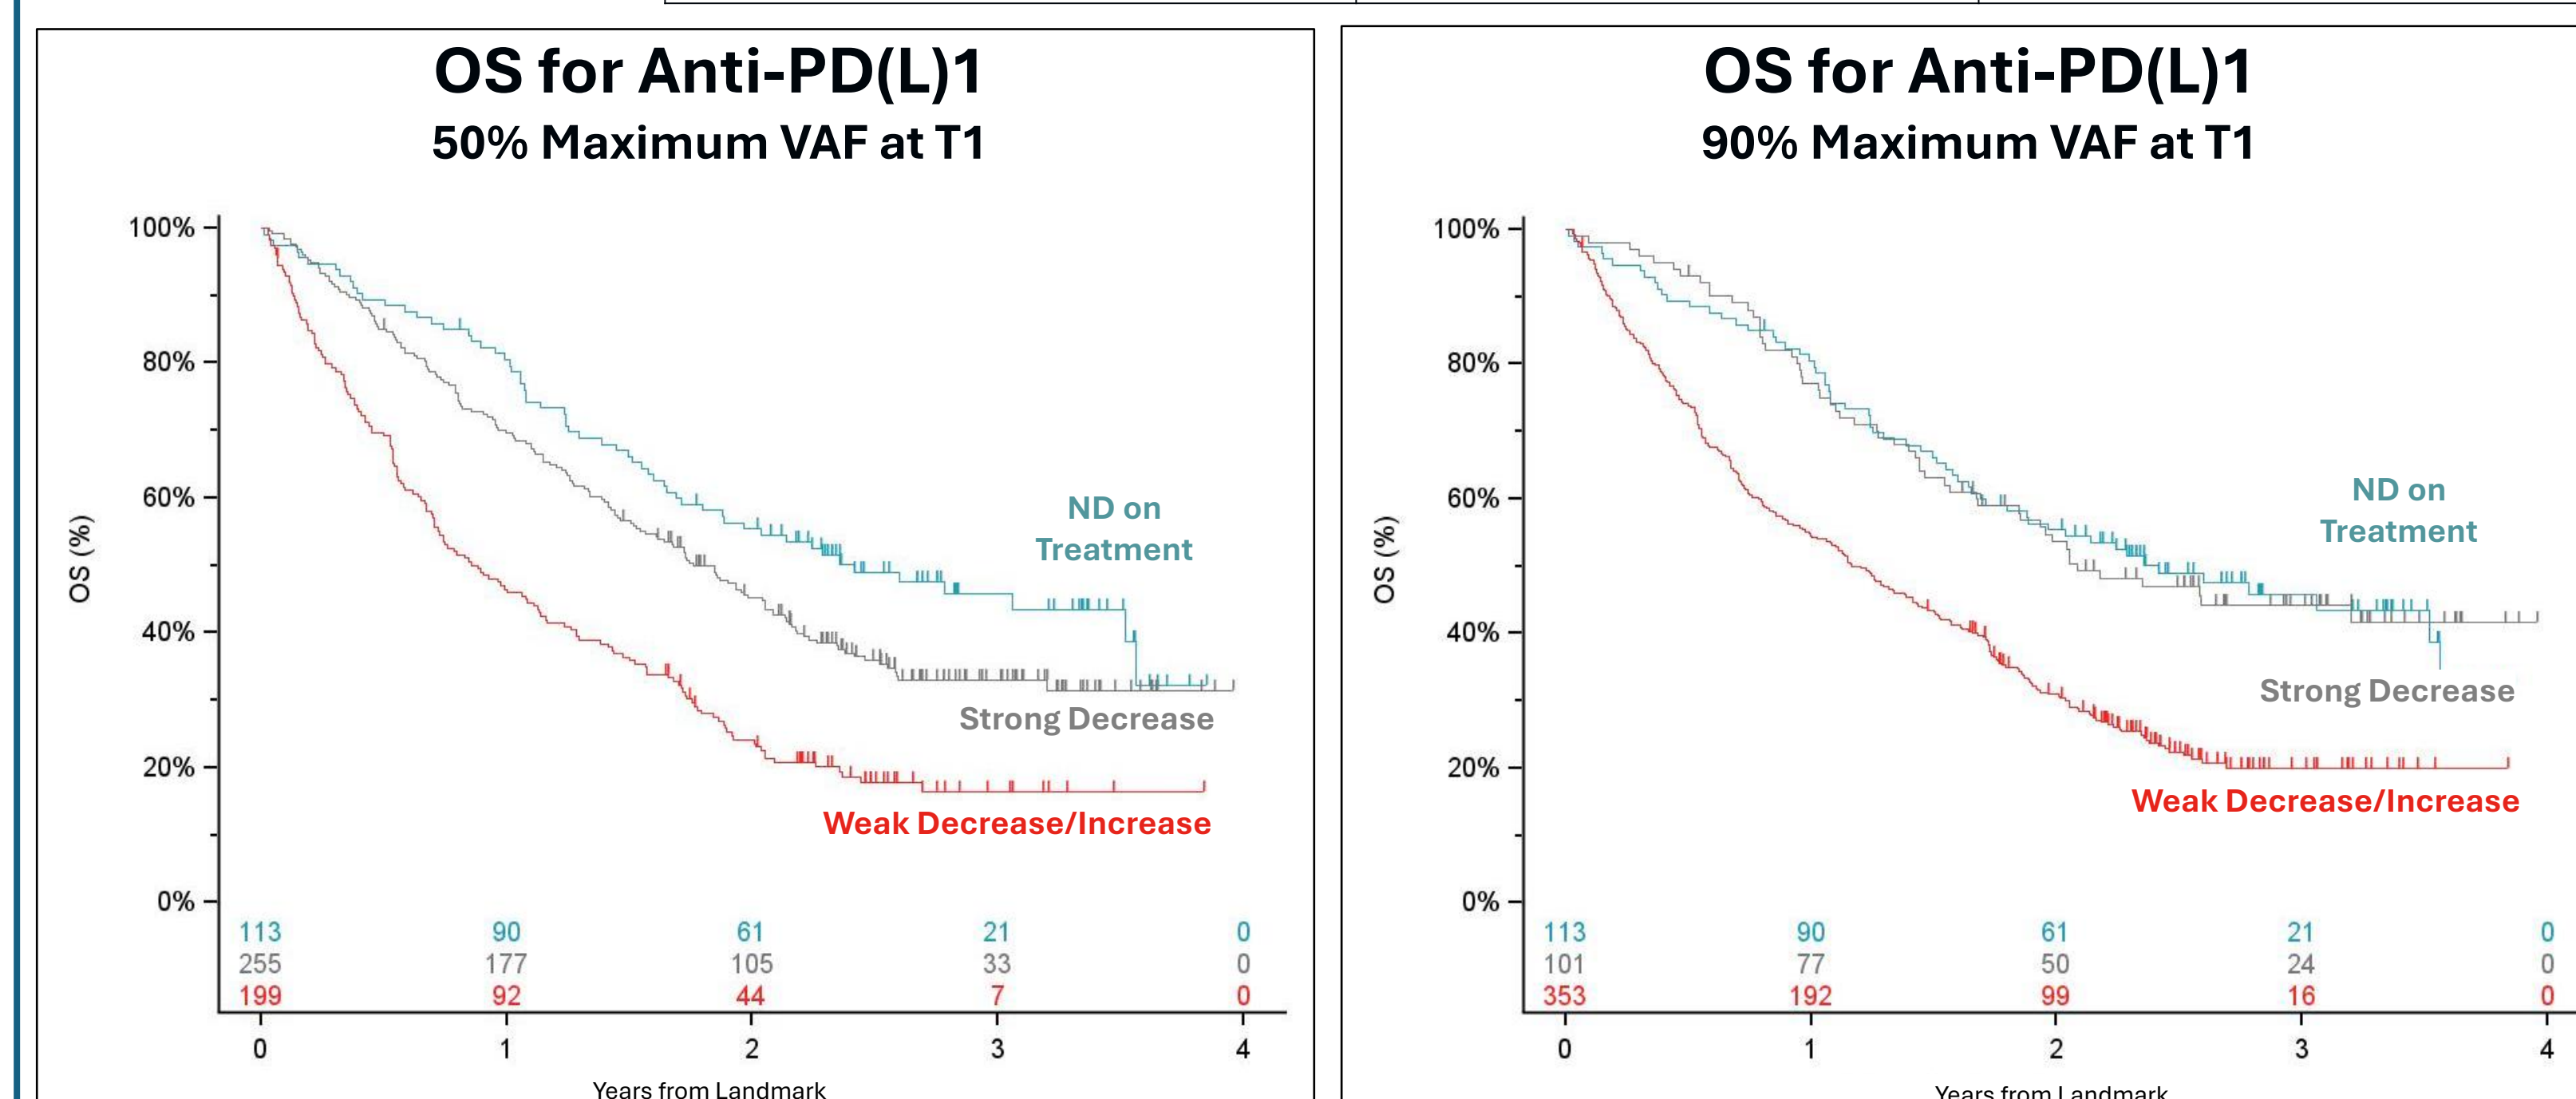 OS for Anti-PD(L)1
50% Maximum VAF at T1
100%
80%
60%
40%
20%
0%
OS (%)
ND on
Treatment
Strong Decrease
Weak Decrease/Increase
113 90 61 21 0
255 177 105 33 0
199 92 44 7 0
0 1 2 3 4
Years from Landmark
OS for Anti-PD(L)1
90% Maximum VAF at T1
100%
80%
60%
40%
20%
0%
OS (%)
ND on
Treatment
Strong Decrease
Weak Decrease/Increase
113 90 61 21 0
101 77 50 24 0
353 192 99 16 0
0 1 2 3 4
Years from Landmark